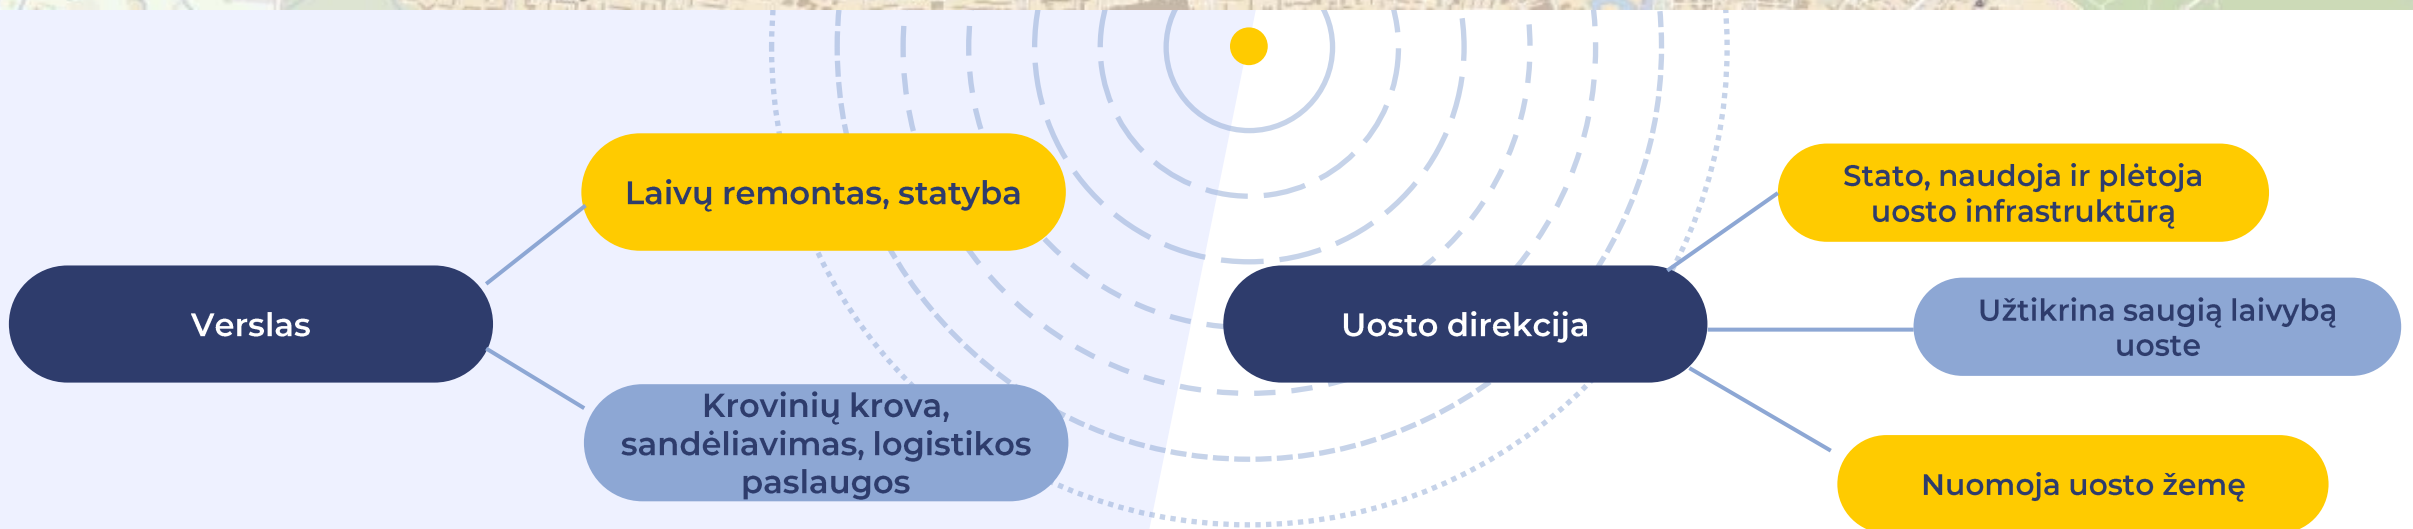 Verslas
Laivų remontas, statyba
Krovinių krova,
sandėliavimas, logistikos
paslaugos
Uosto direkcija
Stato, naudoja ir plėtoja
uosto infrastruktūrą
Užtikrina saugią laivybą
uoste
Nuomoja uosto žemę